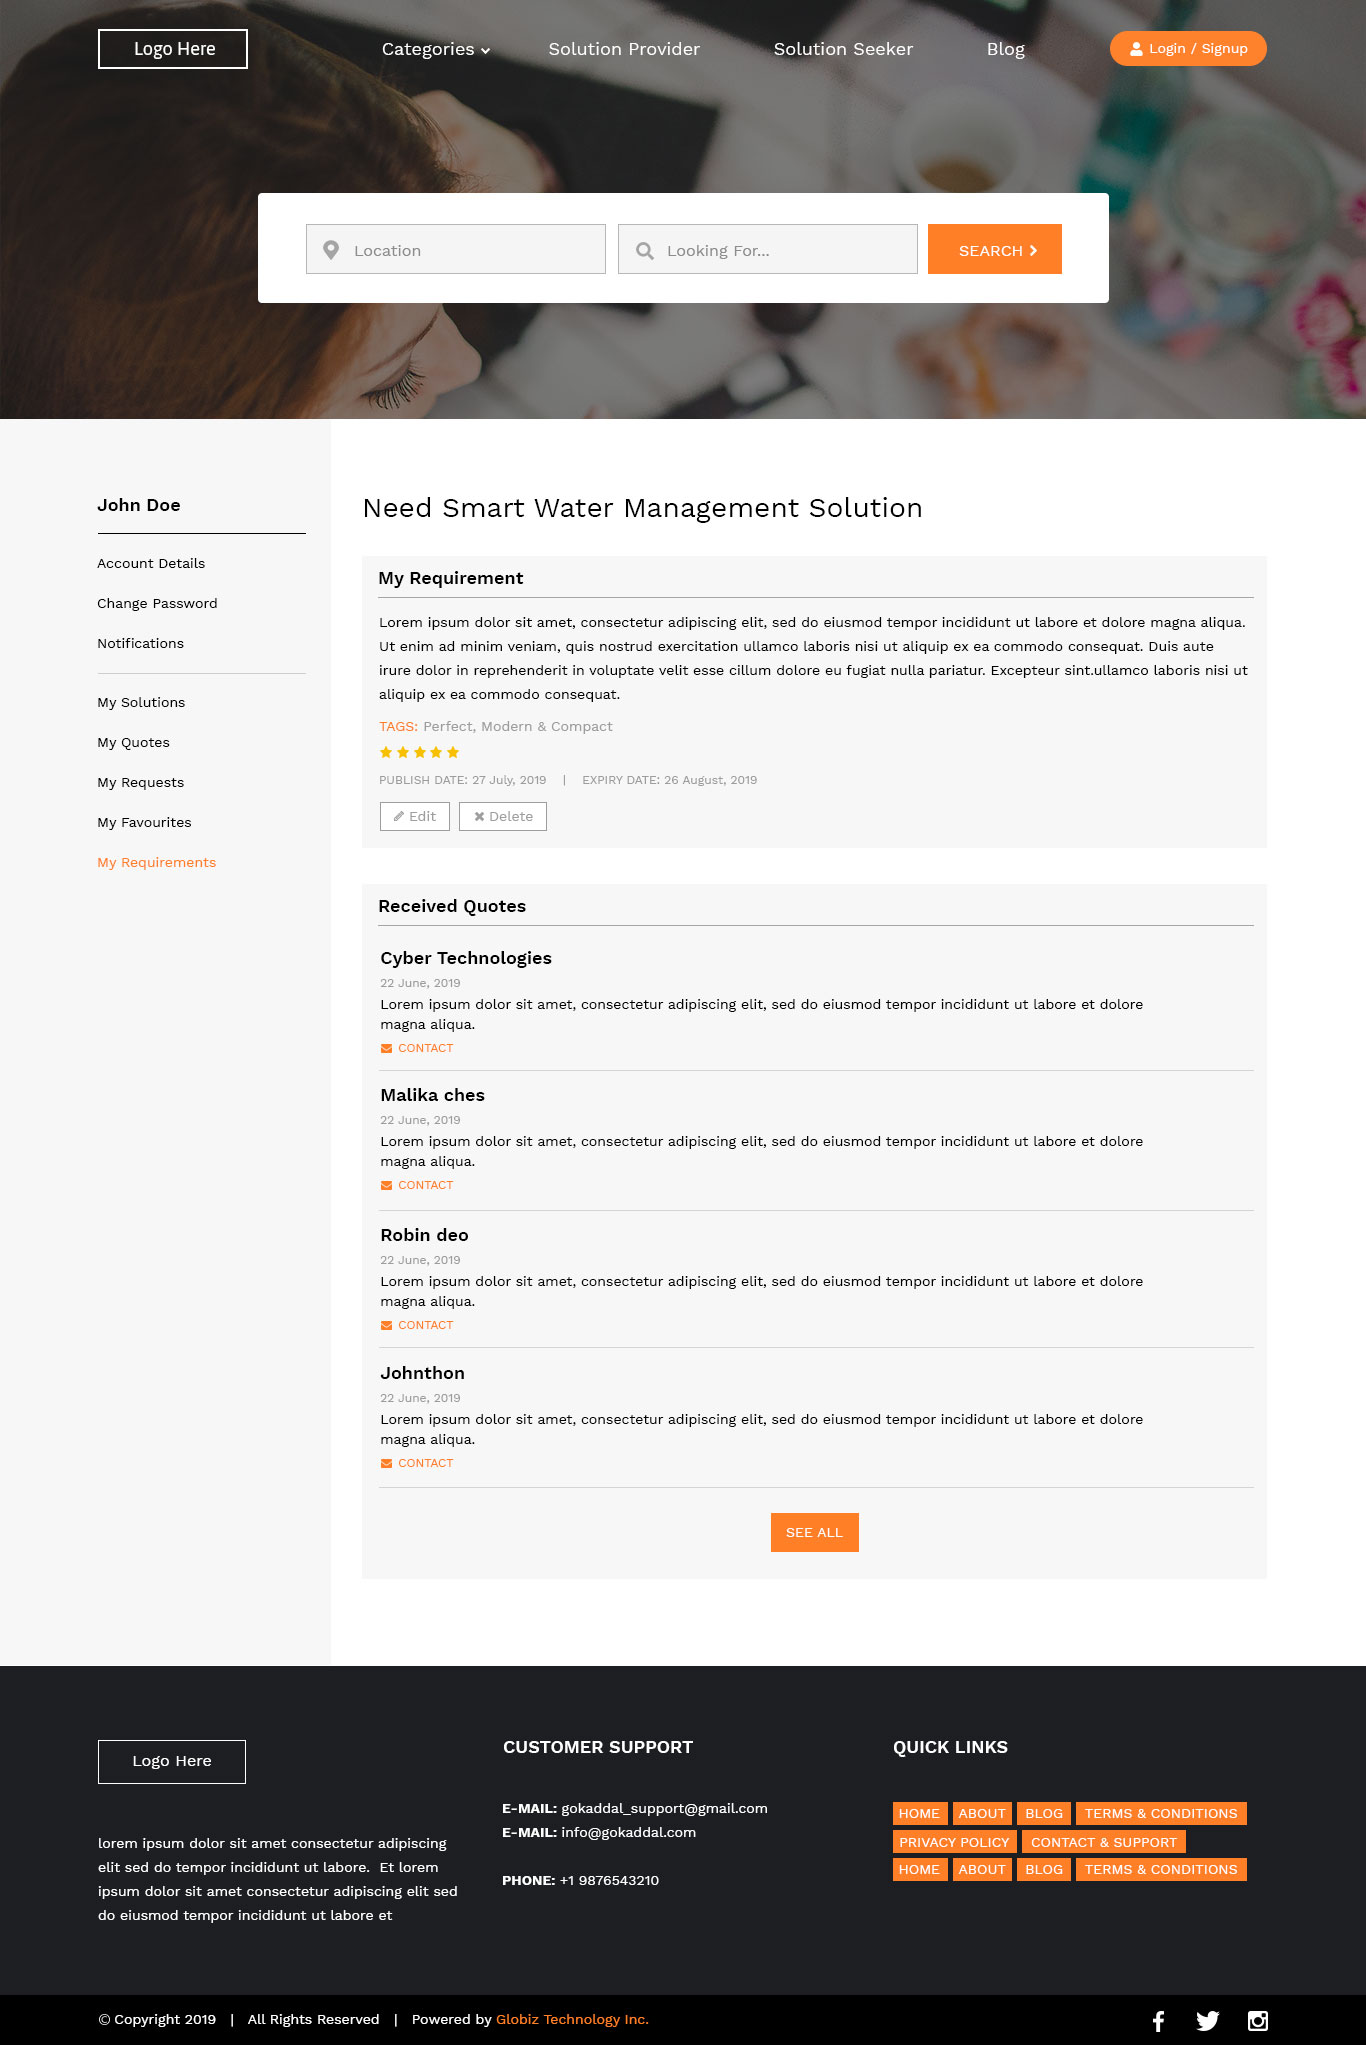 Logo Here
Categories
Solution Provider
Solution Seeker
Blog
Login / Signup
Location
Looking For...
SEARCH
John Doe
Account Details
Change Password
Notifications
My Solutions
My Quotes
My Requests
My Favourites
My Requirements
Need Smart Water Management Solution
My Requirement
Lorem ipsum dolor sit amet, consectetur adipiscing elit, sed do eiusmod tempor incididunt ut labore et dolore magna aliqua.
Ut enim ad minim veniam, quis nostrud exercitation ullamco laboris nisi ut aliquip ex ea commodo consequat. Duis aute
irure dolor in reprehenderit in voluptate velit esse cillum dolore eu fugiat nulla pariatur. Excepteur sint.ullamco laboris nisi ut
aliquip ex ea commodo consequat.
TAGS: Perfect, Modern & Compact
PUBLISH DATE: 27 July, 2019 | EXPIRY DATE: 26 August, 2019
Edit
Delete
Received Quotes
Cyber Technologies
22 June, 2019
Lorem ipsum dolor sit amet, consectetur adipiscing elit, sed do eiusmod tempor incididunt ut labore et dolore
magna aliqua.
CONTACT
Malika ches
22 June, 2019
Lorem ipsum dolor sit amet, consectetur adipiscing elit, sed do eiusmod tempor incididunt ut labore et dolore
magna aliqua.
CONTACT
Robin deo
22 June, 2019
Lorem ipsum dolor sit amet, consectetur adipiscing elit, sed do eiusmod tempor incididunt ut labore et dolore
magna aliqua.
CONTACT
Johnthon
22 June, 2019
Lorem ipsum dolor sit amet, consectetur adipiscing elit, sed do eiusmod tempor incididunt ut labore et dolore
magna aliqua.
CONTACT
SEE ALL
Logo Here
lorem ipsum dolor sit amet consectetur adipiscing
elit sed do tempor incididunt ut labore. Et lorem
ipsum dolor sit amet consectetur adipiscing elit sed
do eiusmod tempor incididunt ut labore et
CUSTOMER SUPPORT
E-MAIL: gokaddal_support@gmail.com
E-MAIL: info@gokaddal.com
PHONE: +1 9876543210
QUICK LINKS
HOME ABOUT BLOG TERMS & CONDITIONS
PRIVACY POLICY CONTACT & SUPPORT
HOME ABOUT BLOG TERMS & CONDITIONS
© Copyright 2019 | All Rights Reserved | Powered by Globiz Technology Inc.